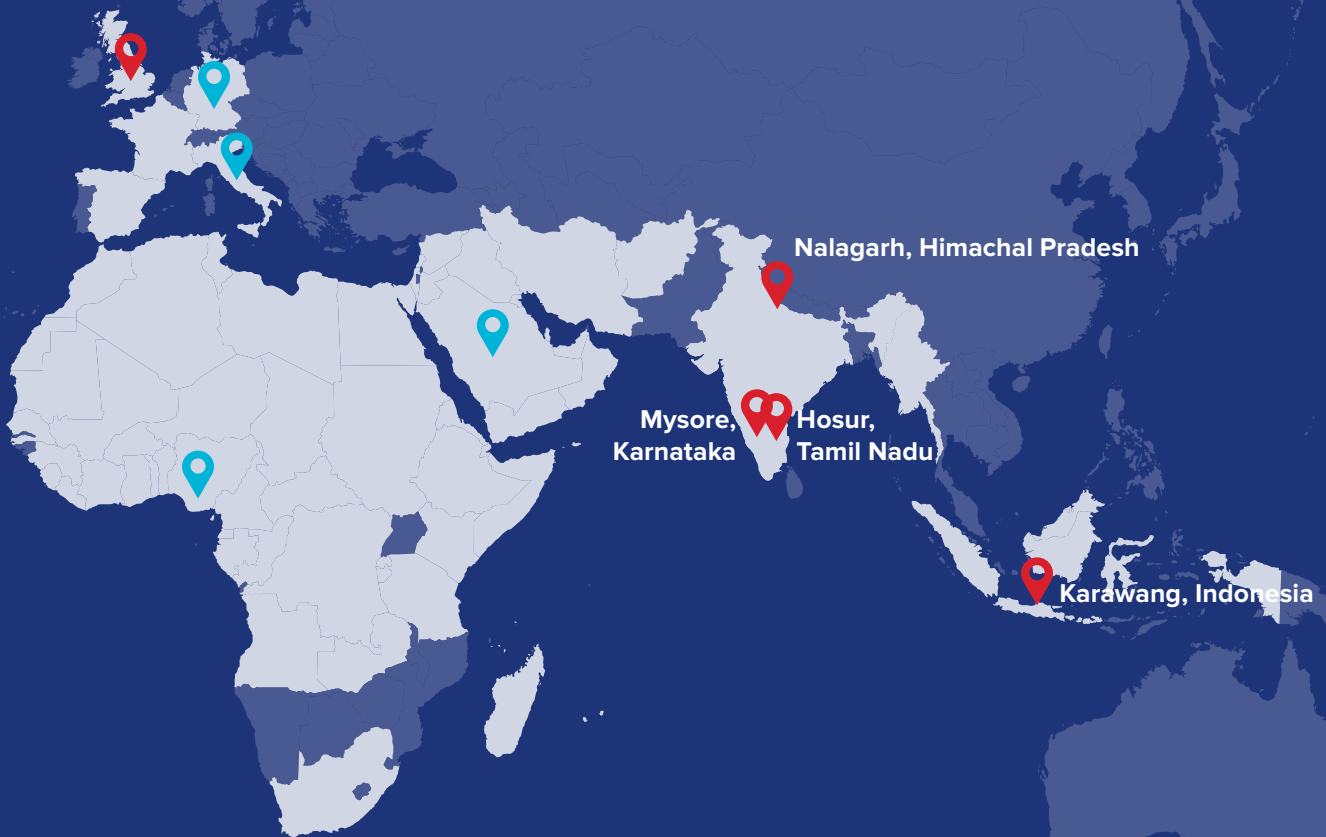 Nalagarh, Himachal Pradesh
Mysore,
Karnataka
Hosur,
Tamil Nadu
Karawang, Indonesia